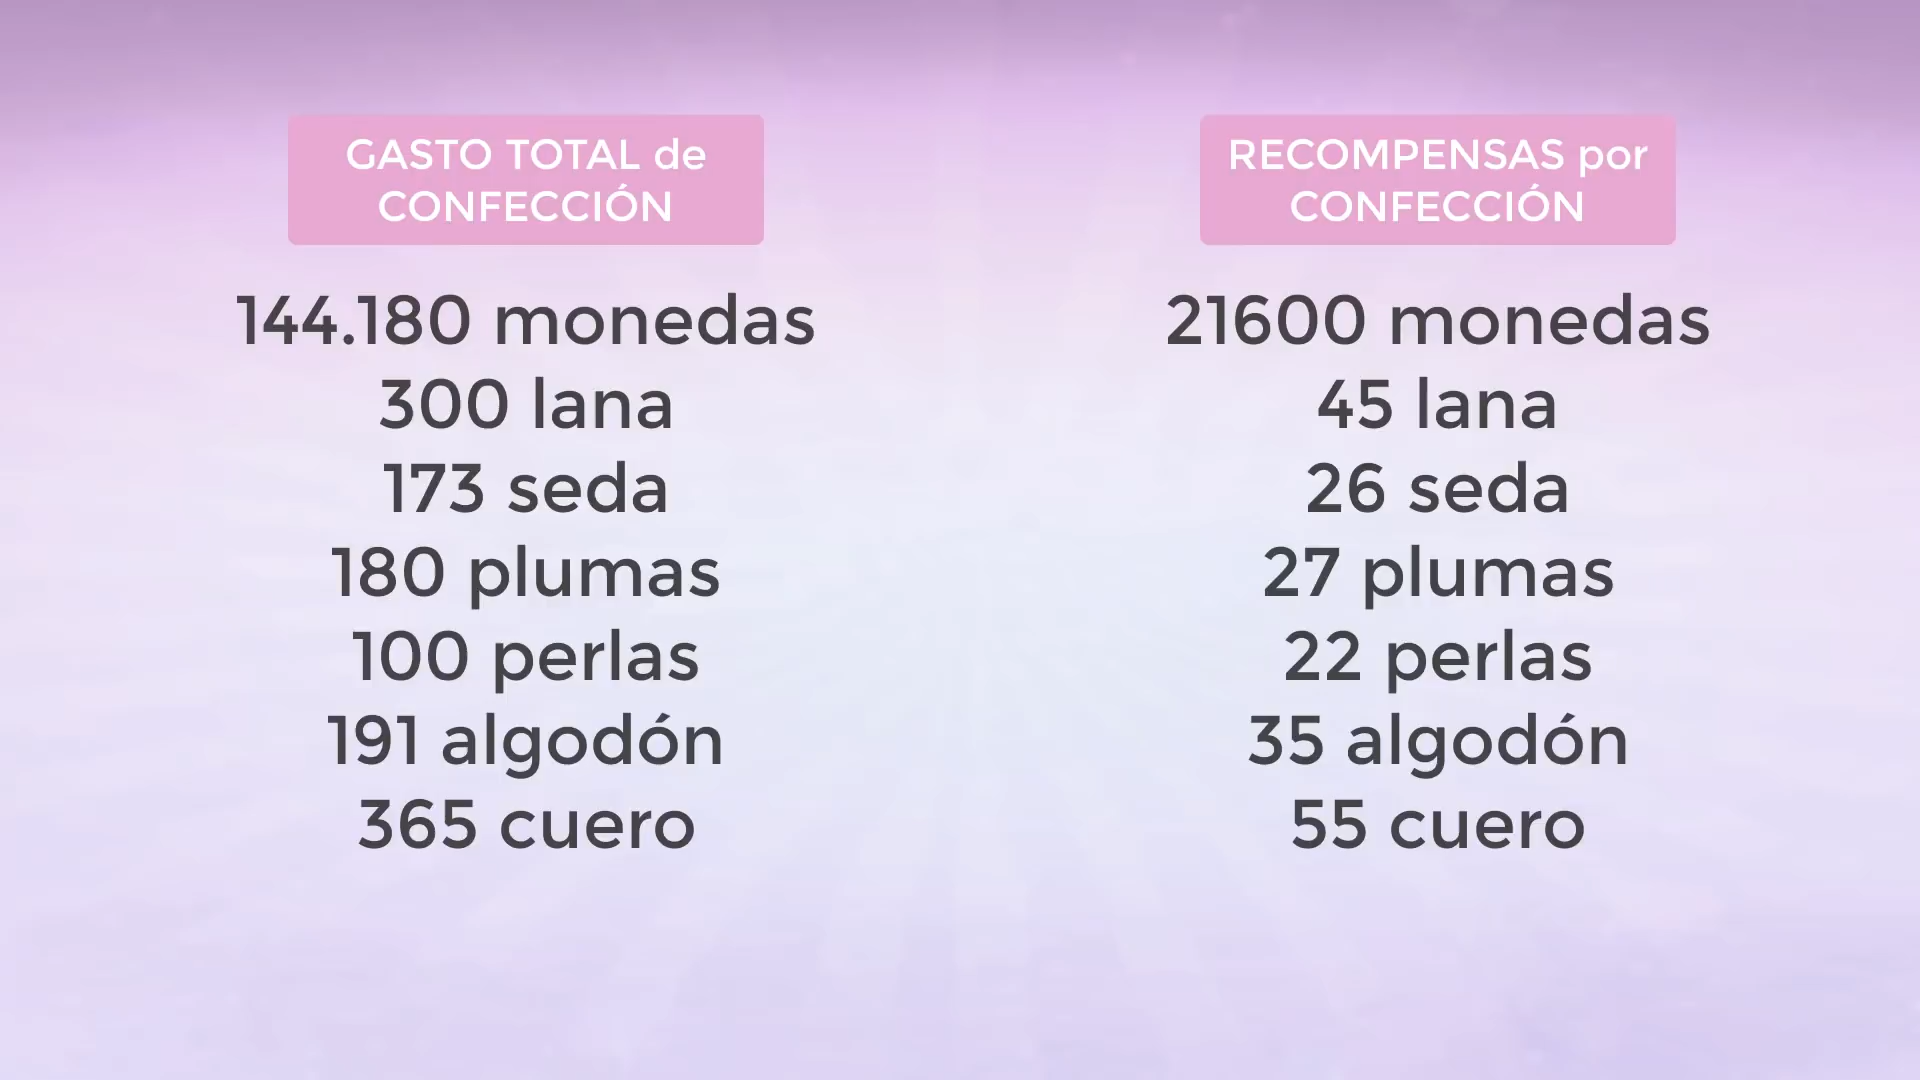 GASTO TOTAL de
CONFECCIÓN
144.180 monedas
300 lana
173 seda
180 plumas
100 perlas
191 algodón
365 cuero
RECOMPENSAS por
CONFECCIÓN
21600 monedas
45 lana
26 seda
27 plumas
22 perlas
35 algodón
55 cuero